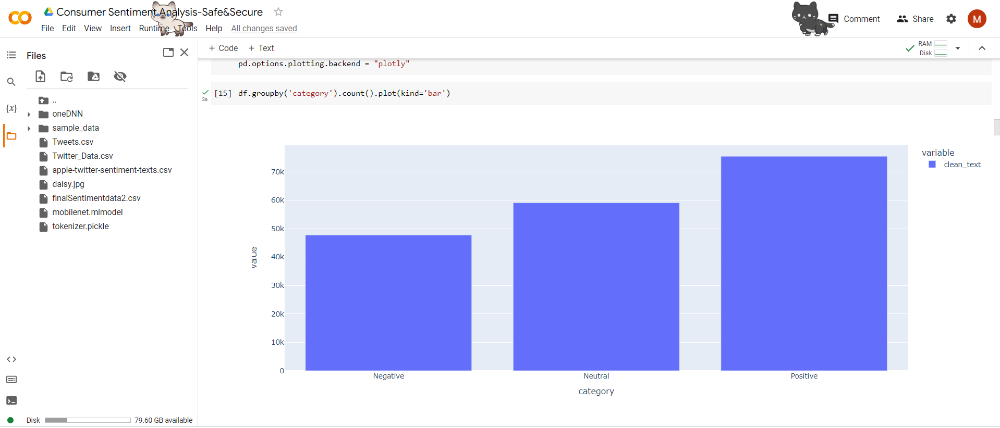 CO
Consumer Sentiment Analysis-Safe&Secure
File Edit View Insert Runtime Tools Help All changes saved
Comment Share M
Files
+ Code + Text
RAM
Disk
{x}
..
oneDNN
sample_data
Tweets.csv
Twitter_Data.csv
apple-twitter-sentiment-texts.csv
daisy.jpg
finalSentimentdata2.csv
mobilenet.mlmodel
tokenizer.pickle
Disk 79.60 GB available
pd.options.plotting.backend = "plotly"
3s
[15] df.groupby('category').count().plot(kind='bar')
variable
clean_text
70k
60k
50k
40k
30k
20k
10k
0
value
Negative Neutral Positive
category